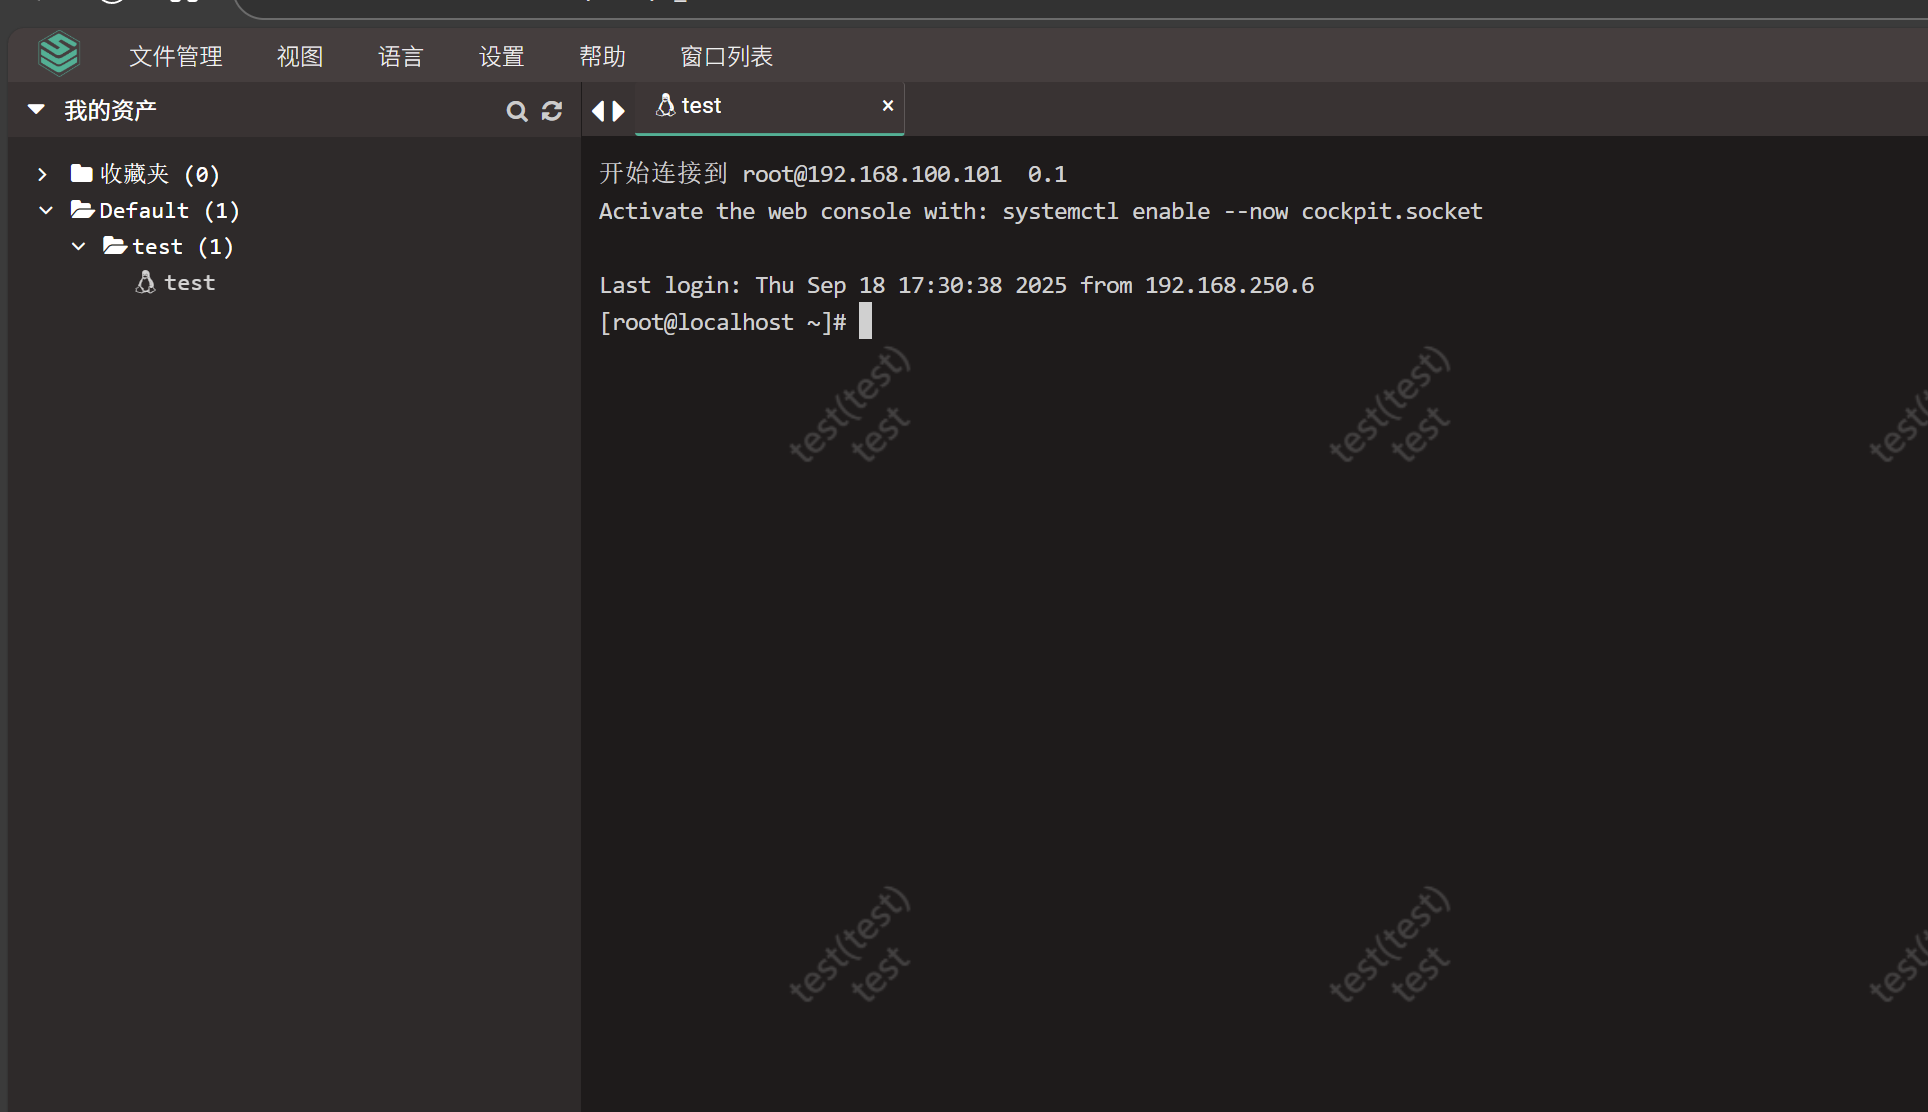 文件管理 视图 语言 设置 帮助 窗口列表
我的资产
test ×
收藏夹 (0)
Default (1)
test (1)
test
开始连接到 root@192.168.100.101  0.1
Activate the web console with: systemctl enable --now cockpit.socket
Last login: Thu Sep 18 17:30:38 2025 from 192.168.250.6
[root@localhost ~]#
test(test)
test
test(test)
test
test(test)
test
test(test)
test